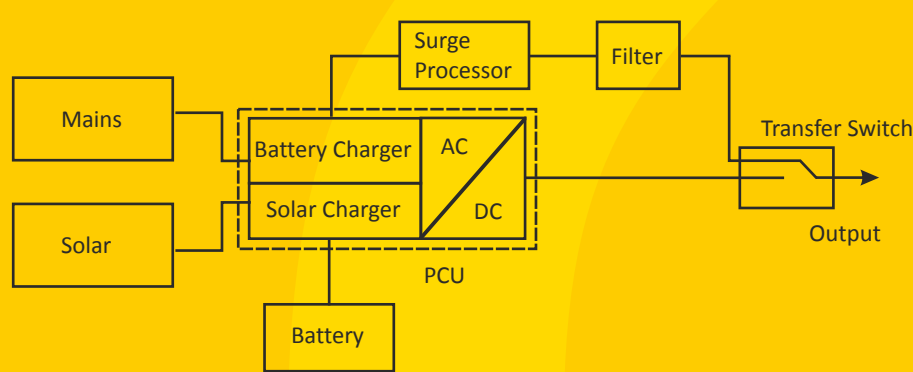 Surge
Processor
Filter
Mains
Transfer Switch
Battery Charger
AC
Solar Charger
DC
Solar
Output
PCU
Battery